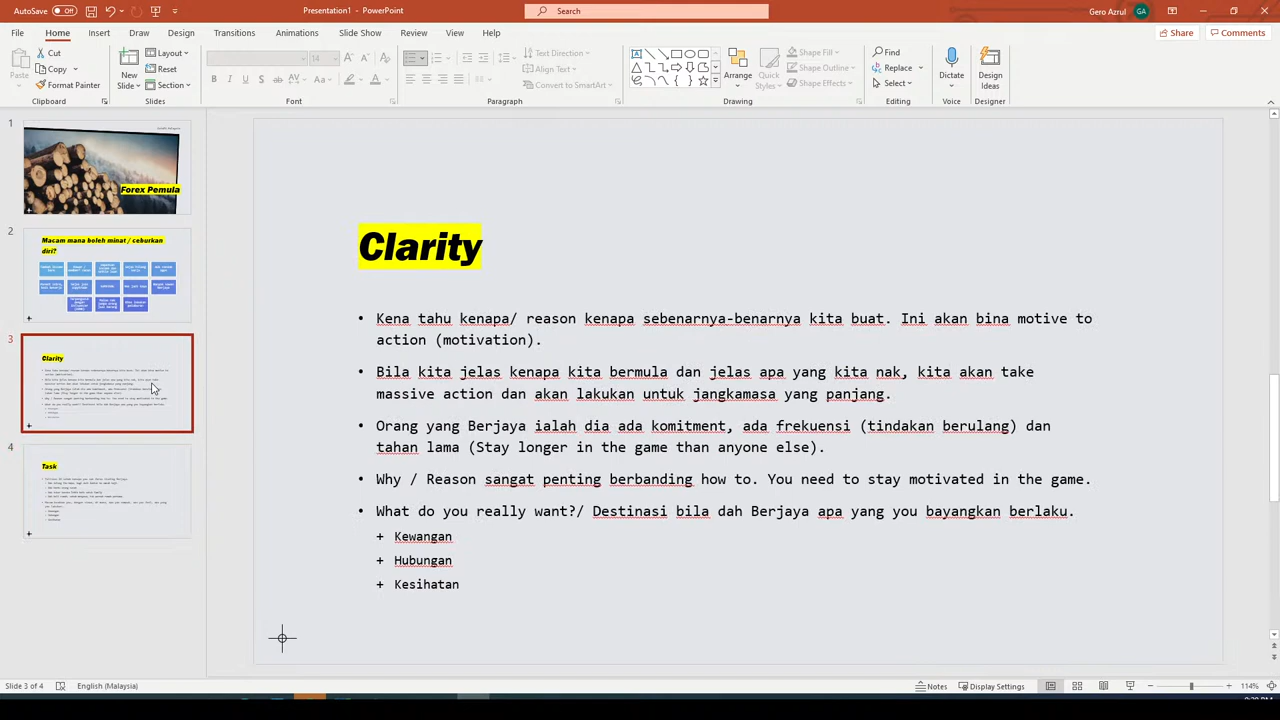 AutoSave Off
Presentation1 - PowerPoint
Search
Gero Azrul
GA
File Home Insert Draw Design Transitions Animations Slide Show Review View Help
Share Comments
Paste
Cut
Copy
Format Painter
Clipboard
New Slide
Layout
Reset
Section
Slides
14
Font
Text Direction
Align Text
Convert to SmartArt
Paragraph
Arrange
Quick Styles
Shape Fill
Shape Outline
Shape Effects
Drawing
Find
Replace
Select
Editing
Dictate
Voice
Design Ideas
Designer
1
Forex Pemula
2
Macam mana boleh minat / ceburkan diri?
3
Clarity
4
Task
Clarity
• Kena tahu kenapa/ reason kenapa sebenarnya-benarnya kita buat. Ini akan bina motive to
action (motivation).
• Bila kita jelas kenapa kita bermula dan jelas apa yang kita nak, kita akan take
massive action dan akan lakukan untuk jangkamasa yang panjang.
• Orang yang Berjaya ialah dia ada komitment, ada frekuensi (tindakan berulang) dan
tahan lama (Stay longer in the game than anyone else).
• Why / Reason sangat penting berbanding how to. You need to stay motivated in the game.
• What do you really want?/ Destinasi bila dah Berjaya apa yang you bayangkan berlaku.
+ Kewangan
+ Hubungan
+ Kesihatan
Slide 3 of 4
English (Malaysia)
Notes
Display Settings
114%